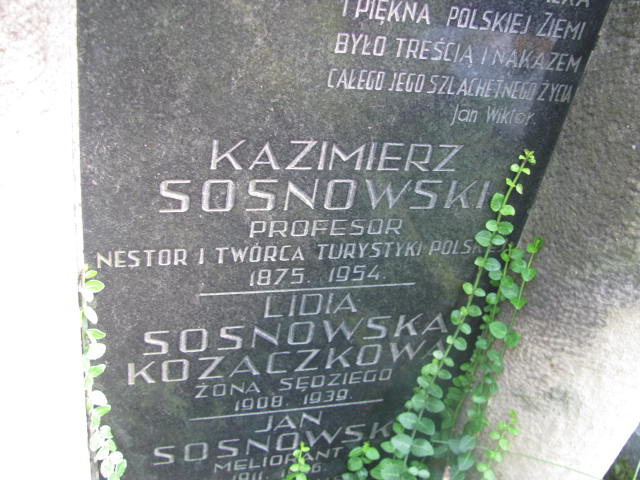 I PIĘKNA POLSKIEJ ZIEMI
BYŁO TREŚCIĄ I NAKAZEM
CAŁEGO JEGO SZLACHETNEGO ŻYCIA
Jan Wiktor.
KAZIMIERZ
SOSNOWSKI
PROFESOR
NESTOR I TWÓRCA TURYSTYKI
1875. 1954.
LIDIA
SOSNOWSKA
KOZACZKOWA
ŻONA SĘDZIEGO
1908. 1939.
JAN
SOSNOWSKI
MELIORANT